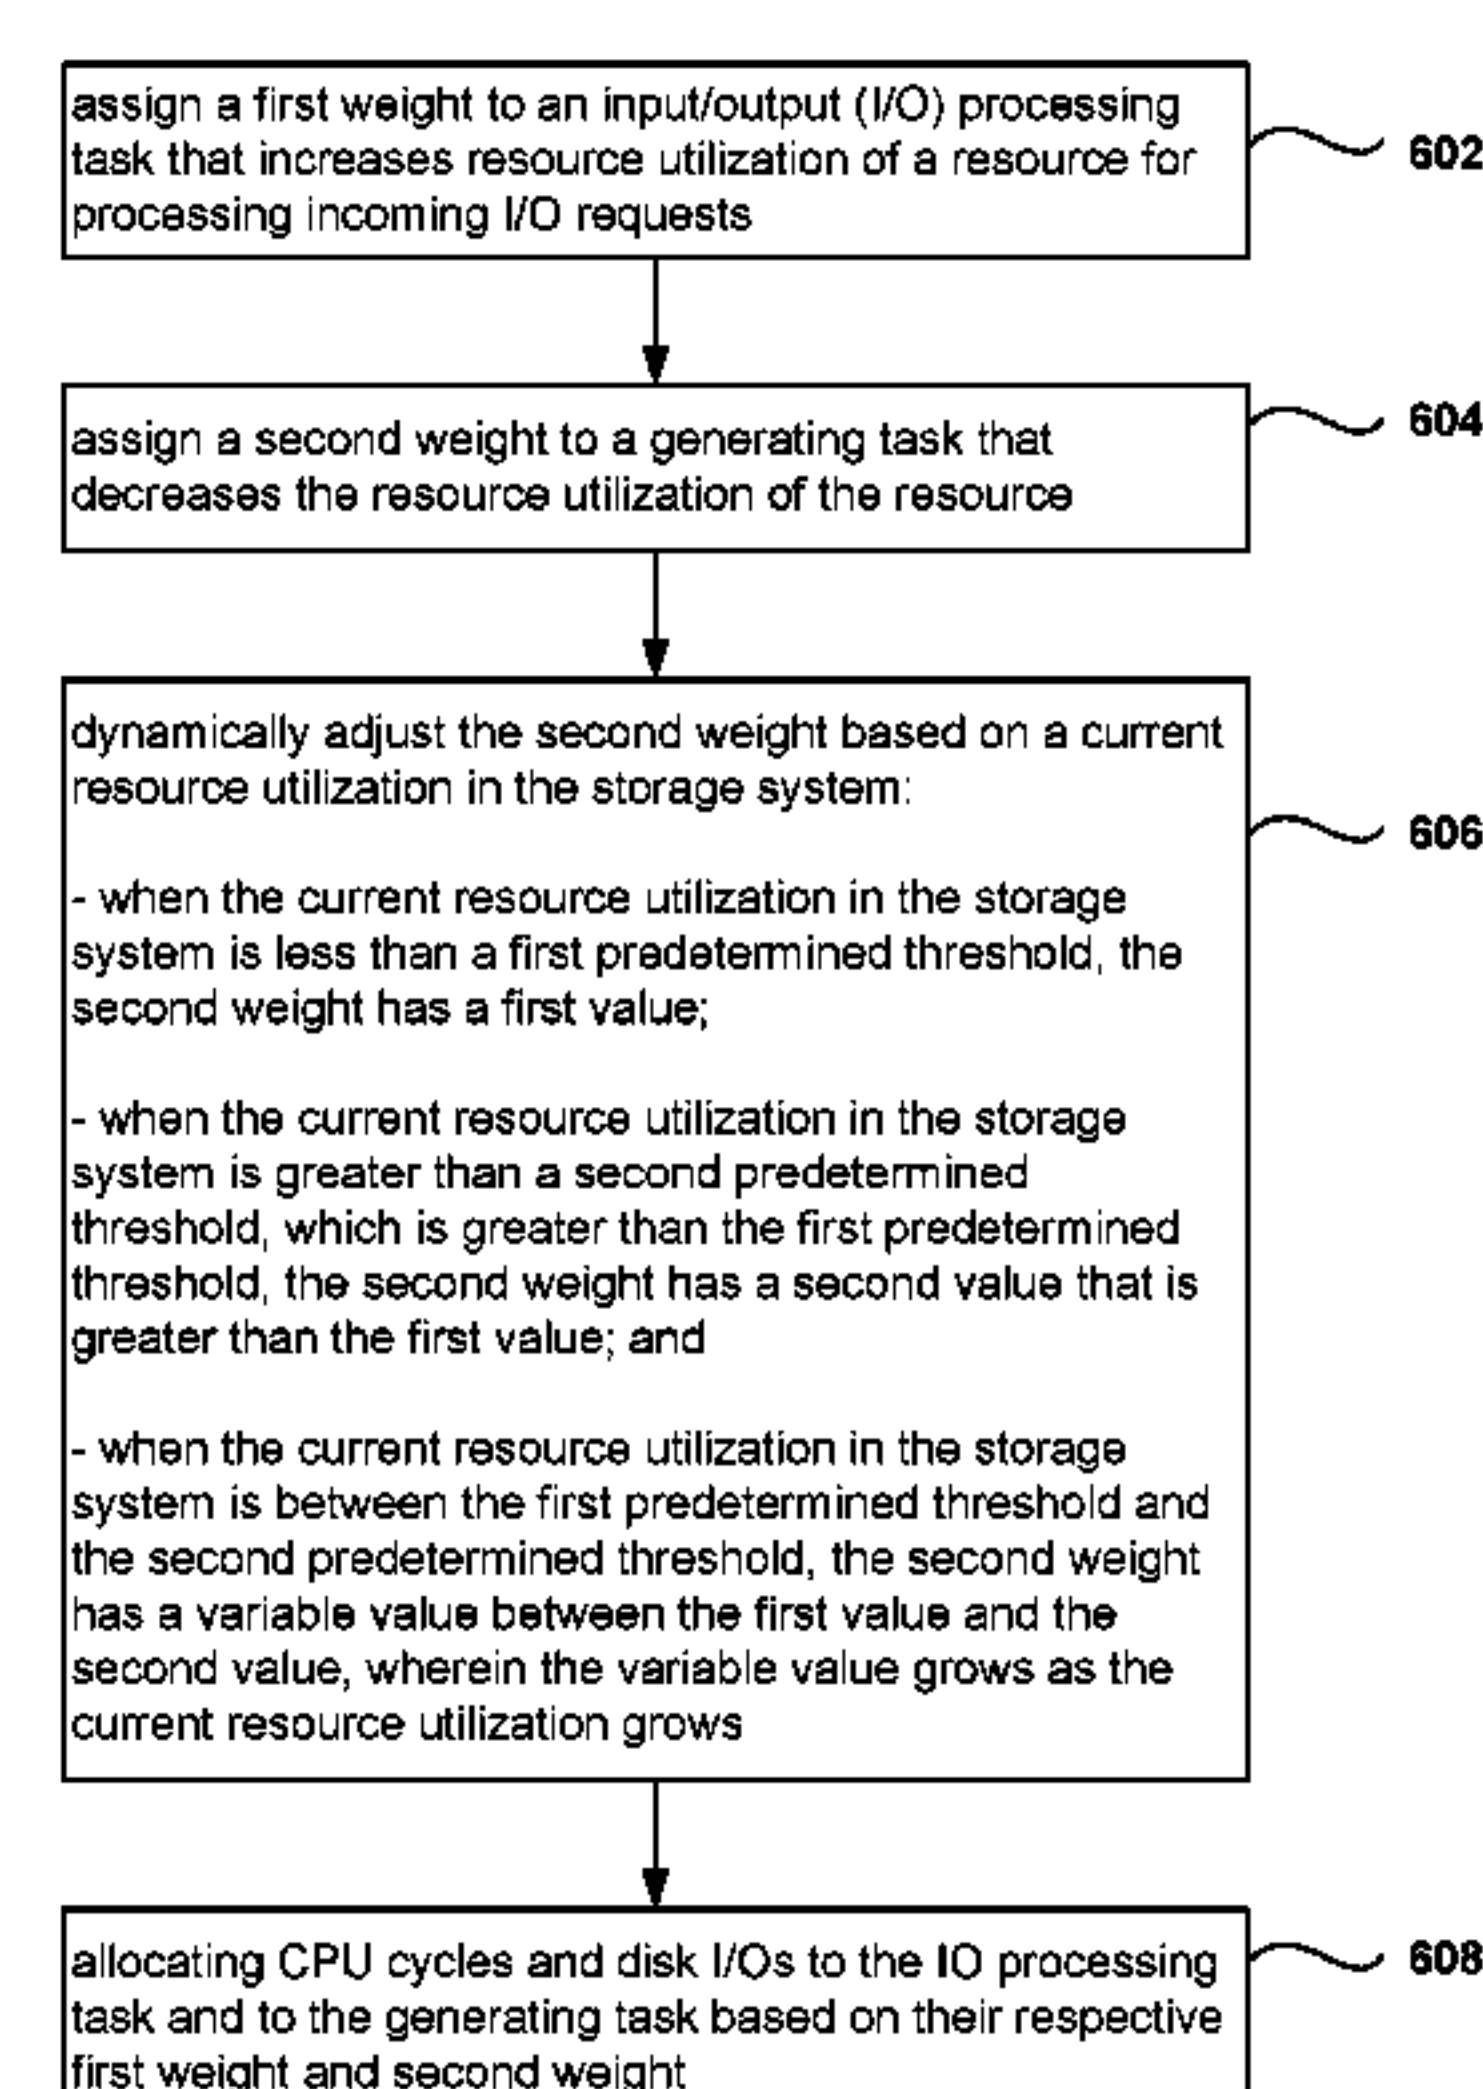 assign a first weight to an input/output (I/O) processing
task that increases resource utilization of a resource for
processing incoming I/O requests
602
assign a second weight to a generating task that
decreases the resource utilization of the resource
604
dynamically adjust the second weight based on a current
resource utilization in the storage system:
606
- when the current resource utilization in the storage
system is less than a first predetermined threshold, the
second weight has a first value;
- when the current resource utilization in the storage
system is greater than a second predetermined
threshold, which is greater than the first predetermined
threshold, the second weight has a second value that is
greater than the first value; and
- when the current resource utilization in the storage
system is between the first predetermined threshold and
the second predetermined threshold, the second weight
has a variable value between the first value and the
second value, wherein the variable value grows as the
current resource utilization grows
allocating CPU cycles and disk I/Os to the IO processing
task and to the generating task based on their respective
first weight and second weight
608